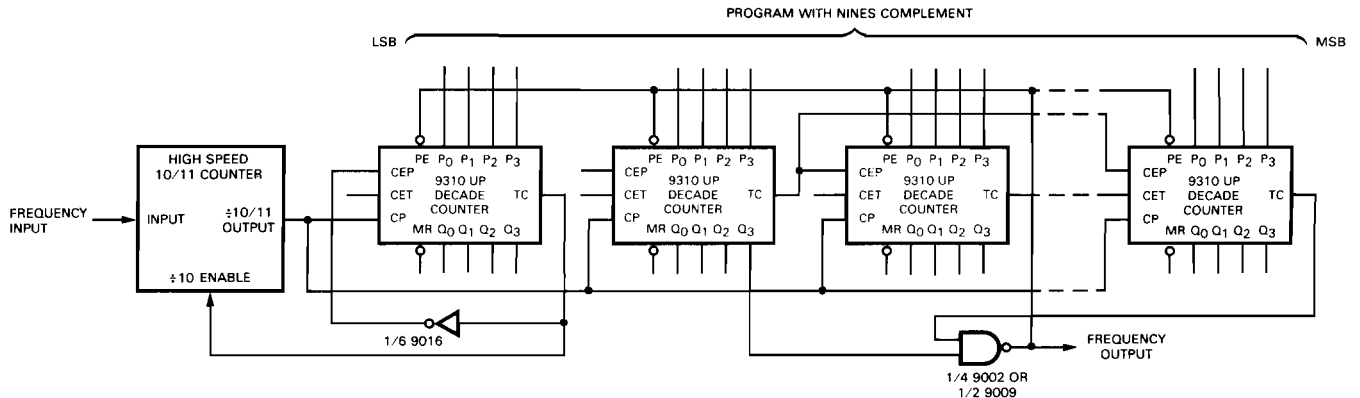 PROGRAM WITH NINES COMPLEMENT
LSB MSB
HIGH SPEED
10/11 COUNTER
FREQUENCY
INPUT
INPUT
÷10/11
OUTPUT
÷10 ENABLE
PE P0 P1 P2 P3
CEP
CET
CP
9310 UP
DECADE
COUNTER
TC
MR Q0 Q1 Q2 Q3
PE P0 P1 P2 P3
CEP
CET
CP
9310 UP
DECADE
COUNTER
TC
MR Q0 Q1 Q2 Q3
PE P0 P1 P2 P3
CEP
CET
CP
9310 UP
DECADE
COUNTER
TC
MR Q0 Q1 Q2 Q3
PE P0 P1 P2 P3
CEP
CET
CP
9310 UP
DECADE
COUNTER
TC
MR Q0 Q1 Q2 Q3
1/6 9016
FREQUENCY
OUTPUT
1/4 9002 OR
1/2 9009